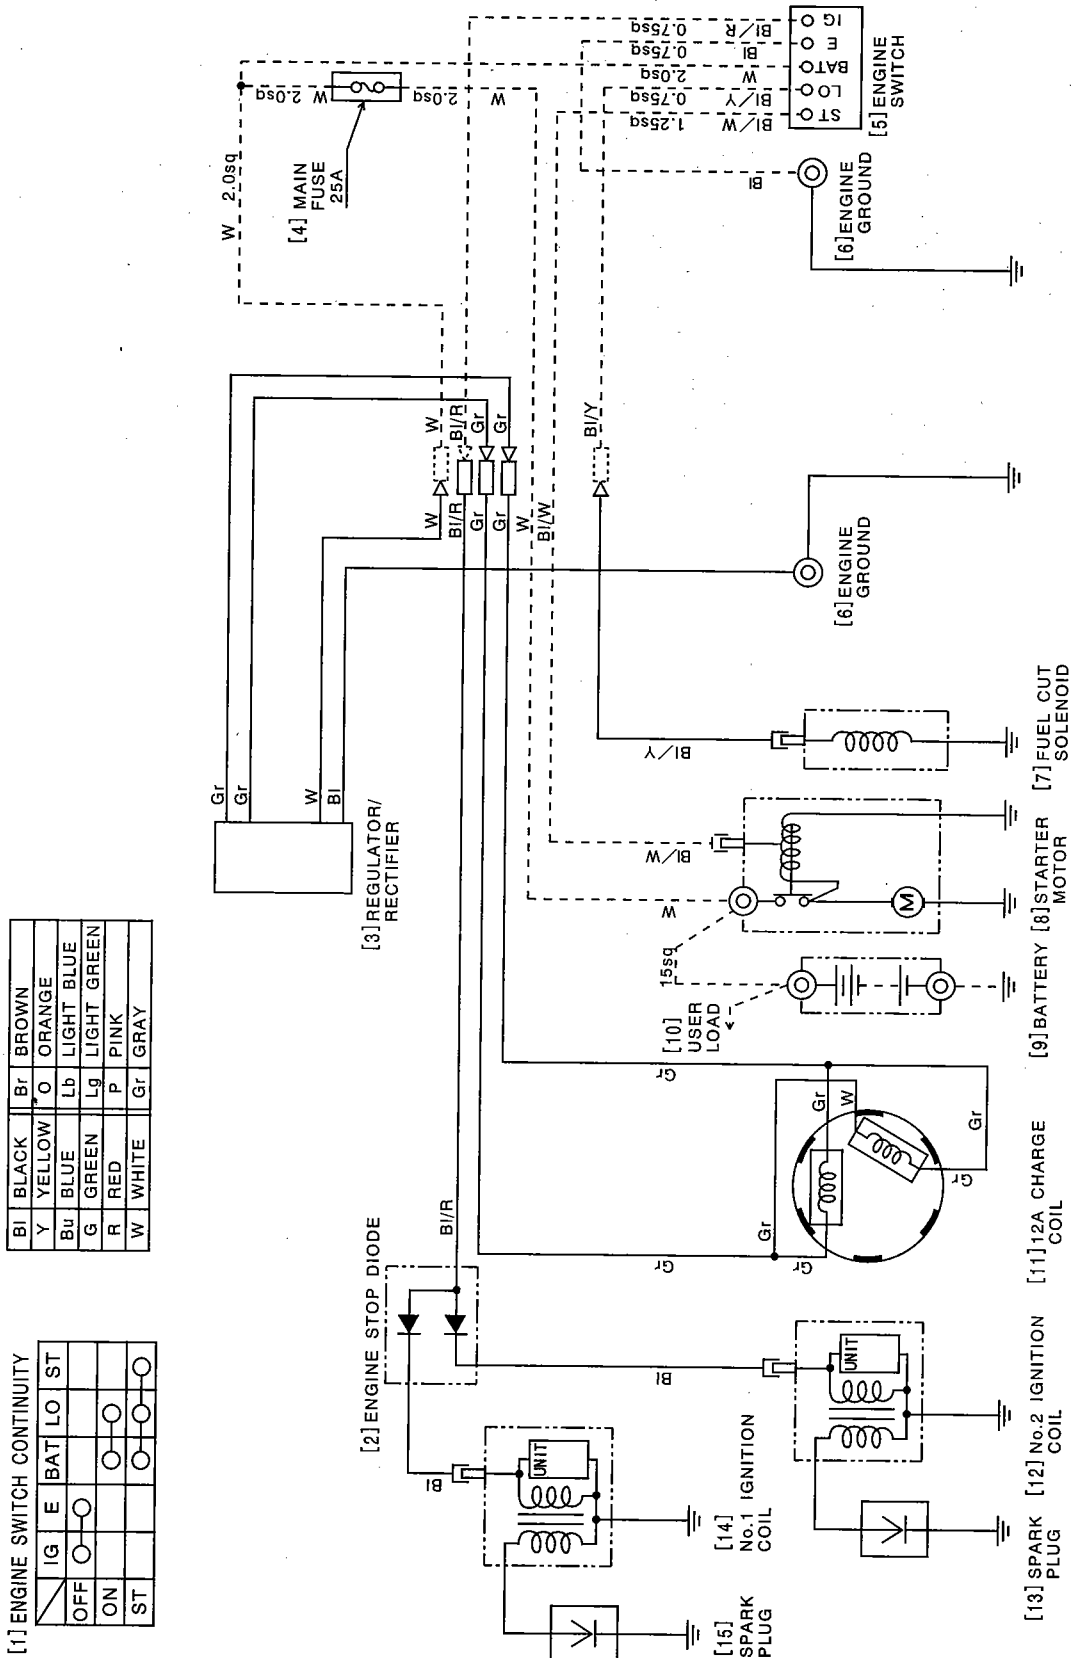 [1] ENGINE SWITCH CONTINUITY
IG E BAT LO ST
OFF
ON
ST
Bl BLACK Br BROWN
Y YELLOW O ORANGE
Bu BLUE Lb LIGHT BLUE
G GREEN Lg LIGHT GREEN
R RED P PINK
W WHITE Gr GRAY
[2] ENGINE STOP DIODE
[3] REGULATOR/
RECTIFIER
Gr
Gr
W
Bl
[4] MAIN
FUSE
25A
W 2.0sq
2.0sq W
2.0sq W
0.75sq Bl/R
0.75sq Bl
2.0sq W
0.75sq Bl/Y
1.25sq Bl/W
IG
E
BAT
LO
ST
[5] ENGINE
SWITCH
Bl
[6] ENGINE
GROUND
W W
Bl/R Bl/R
Gr Gr
Gr Gr
W
Bl/W
Bl/Y
[6] ENGINE
GROUND
Bl/Y
[7] FUEL CUT
SOLENOID
Bl/W
W
M
[8] STARTER
MOTOR
15sq
[9] BATTERY
[10]
USER
LOAD
Bl/R
Gr
Gr
Gr
Gr
Gr
W
Gr
Gr
[11] 12A CHARGE
COIL
Bl
UNIT
[12] No.2 IGNITION
COIL
[13] SPARK
PLUG
Bl
UNIT
[14]
No.1 IGNITION
COIL
[15]
SPARK
PLUG